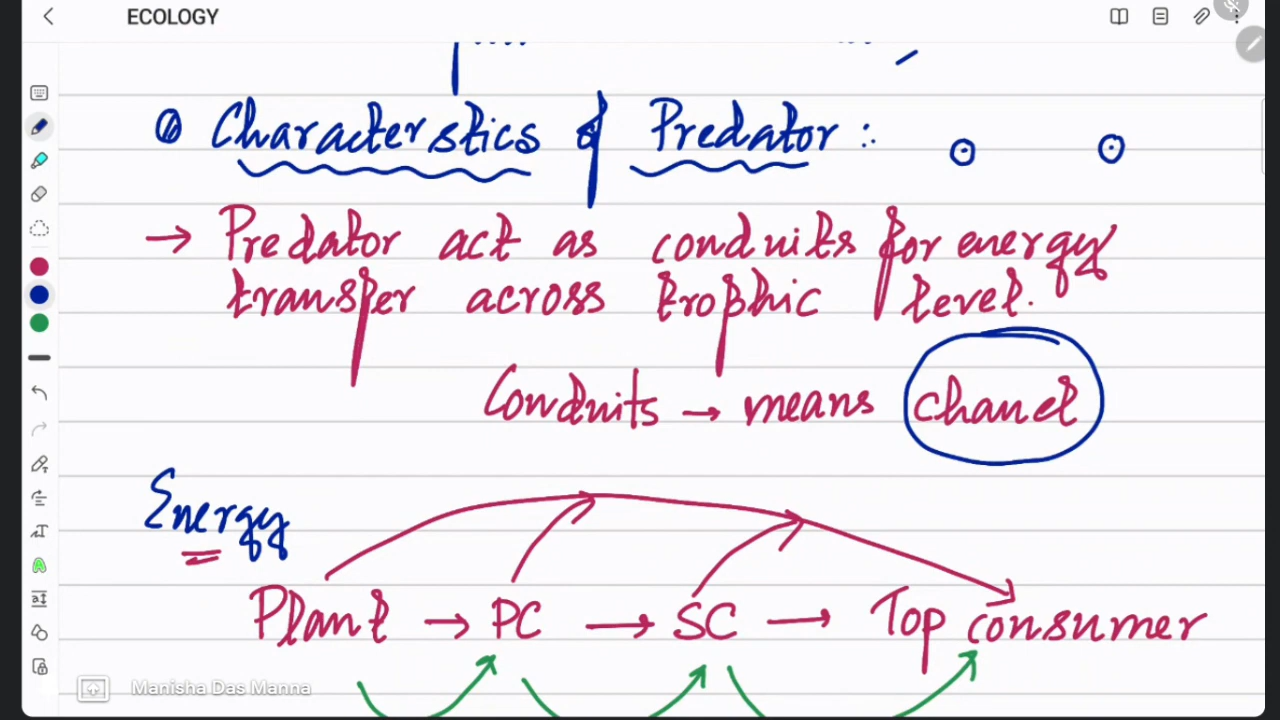 ECOLOGY
Characterstics of Predator :
→ Predator act as conduits for energy
transfer across trophic level.
Conduits → means chanel
Energy
Plant → PC → SC → Top consumer
Manisha Das Manna